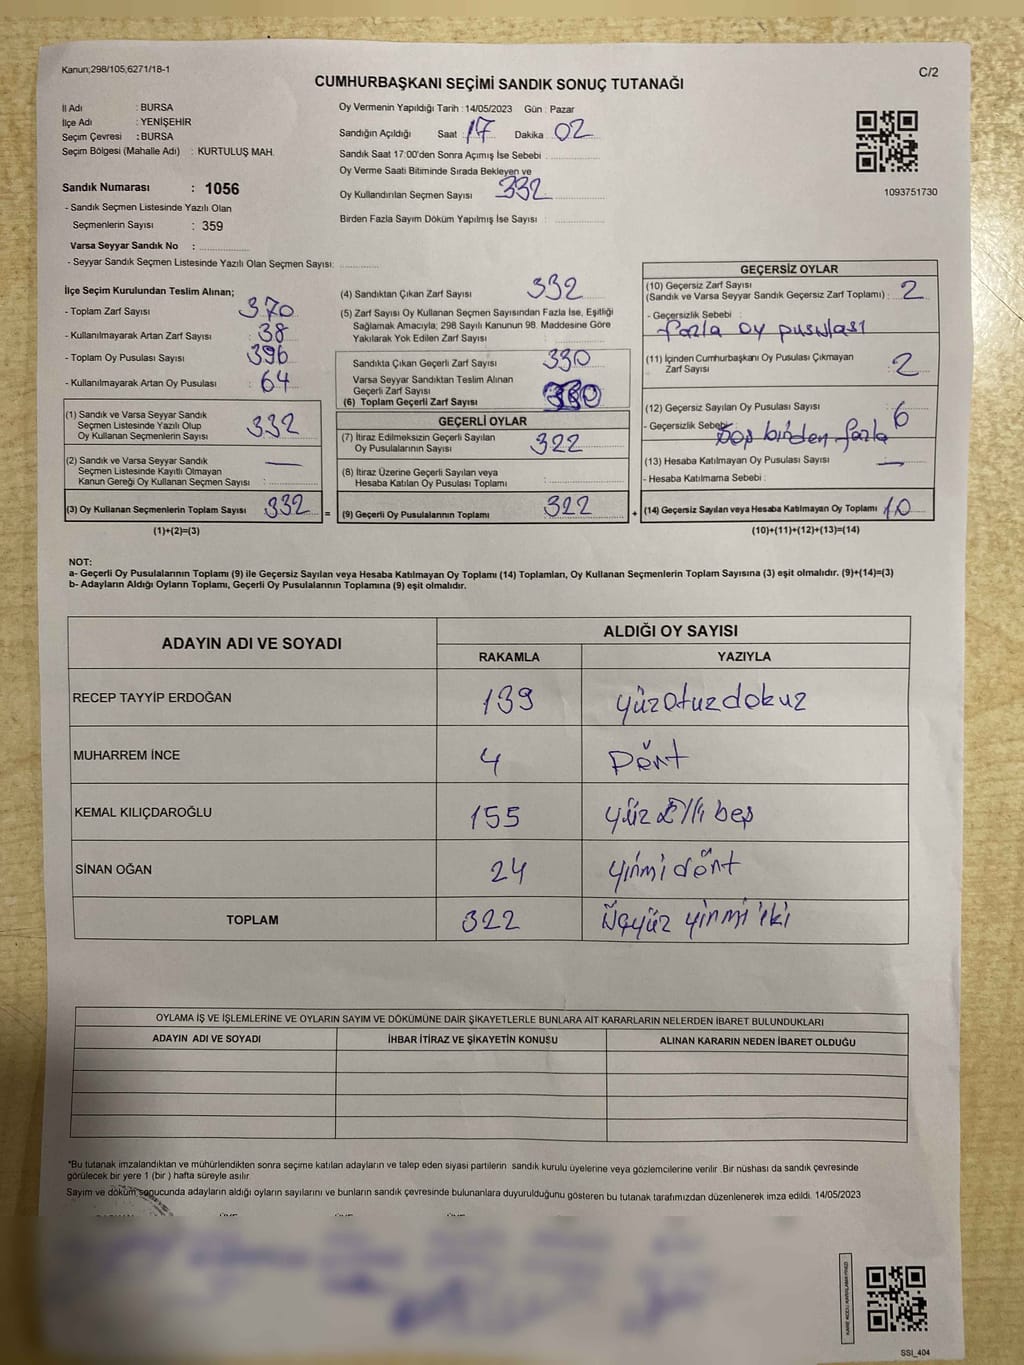 Kanun;298/105;6271/18-1
C/2
CUMHURBAŞKANI SEÇİMİ SANDIK SONUÇ TUTANAĞI
İl Adı : BURSA
İlçe Adı : YENİŞEHİR
Seçim Çevresi : BURSA
Seçim Bölgesi (Mahalle Adı) : KURTULUŞ MAH.
Sandık Numarası : 1056
- Sandık Seçmen Listesinde Yazılı Olan
Seçmenlerin Sayısı : 359
Varsa Seyyar Sandık No :
- Seyyar Sandık Seçmen Listesinde Yazılı Olan Seçmen Sayısı:
Oy Vermenin Yapıldığı Tarih : 14/05/2023 Gün : Pazar
Sandığın Açıldığı Saat 17 Dakika 02
Sandık Saat 17:00'den Sonra Açımış İse Sebebi
Oy Verme Saati Bitiminde Sırada Bekleyen ve
Oy Kullandırılan Seçmen Sayısı 332
Birden Fazla Sayım Döküm Yapılmış İse Sayısı :
1093751730
İlçe Seçim Kurulundan Teslim Alınan;
- Toplam Zarf Sayısı : 370
- Kullanılmayarak Artan Zarf Sayısı : 38
- Toplam Oy Pusulası Sayısı : 396
- Kullanılmayarak Artan Oy Pusulası : 64
(1) Sandık ve Varsa Seyyar Sandık
Seçmen Listesinde Yazılı Olup
Oy Kullanan Seçmenlerin Sayısı : 332
(2) Sandık ve Varsa Seyyar Sandık
Seçmen Listesinde Kayıtlı Olmayan
Kanun Gereği Oy Kullanan Seçmen Sayısı : —
(3) Oy Kullanan Seçmenlerin Toplam Sayısı 332
(1)+(2)=(3)
=
(4) Sandıktan Çıkan Zarf Sayısı 332
(5) Zarf Sayısı Oy Kullanan Seçmen Sayısından Fazla İse, Eşitliği
Sağlamak Amacıyla; 298 Sayılı Kanunun 98. Maddesine Göre
Yakılarak Yok Edilen Zarf Sayısı :
Sandıkta Çıkan Geçerli Zarf Sayısı : 330
Varsa Seyyar Sandıktan Teslim Alınan
Geçerli Zarf Sayısı
(6) Toplam Geçerli Zarf Sayısı 330
GEÇERLİ OYLAR
(7) İtiraz Edilmeksizin Geçerli Sayılan
Oy Pusulasının Sayısı : 322
(8) İtiraz Üzerine Geçerli Sayılan veya
Hesaba Katılan Oy Pusulası Toplamı :
(9) Geçerli Oy Pusulalarının Toplamı : 322
+
GEÇERSİZ OYLAR
(10) Geçersiz Zarf Sayısı
(Sandık ve Varsa Seyyar Sandık Geçersiz Zarf Toplamı) : 2
- Geçersizlik Sebebi :
fazla oy pusulası
(11) İçinden Cumhurbaşkanı Oy Pusulası Çıkmayan
Zarf Sayısı : 2
(12) Geçersiz Sayılan Oy Pusulası Sayısı : 6
- Geçersizlik Sebebi: binden fazla
(13) Hesaba Katılmayan Oy Pusulası Sayısı : —
- Hesaba Katılmama Sebebi :
(14) Geçersiz Sayılan veya Hesaba Katılmayan Oy Toplamı 10
(10)+(11)+(12)+(13)=(14)
NOT:
a- Geçerli Oy Pusulalarının Toplamı (9) ile Geçersiz Sayılan veya Hesaba Katılmayan Oy Toplamı (14) Toplamları, Oy Kullanan Seçmenlerin Toplam Sayısına (3) eşit olmalıdır. (9)+(14)=(3)
b- Adayların Aldığı Oyların Toplamı, Geçerli Oy Pusulalarının Toplamına (9) eşit olmalıdır.
ADAYIN ADI VE SOYADI
ALDIĞI OY SAYISI
RAKAMLA YAZIYLA
RECEP TAYYİP ERDOĞAN 139 yüzotuzdokuz
MUHARREM İNCE 4 Dört
KEMAL KILIÇDAROĞLU 155 yüz Elli beş
SİNAN OĞAN 24 yirmi dört
TOPLAM 322 Üçyüz yirmi iki
OYLAMA İŞ VE İŞLEMLERİNE VE OYLARIN SAYIM VE DÖKÜMÜNE DAİR ŞİKAYETLERLE BUNLARA AİT KARARLARIN NELERDEN İBARET BULUNDUKLARI
ADAYIN ADI VE SOYADI İHBAR İTİRAZ VE ŞİKAYETİN KONUSU ALINAN KARARIN NEDEN İBARET OLDUĞU
*Bu tutanak imzalandıktan ve mühürlendikten sonra seçime katılan adayların ve talep eden siyasi partilerin sandık kurulu üyelerine veya gözlemcilerine verilir .Bir nüshası da sandık çevresinde
görülecek bir yere 1 (bir ) hafta süreyle asılır.
Sayım ve döküm sonucunda adayların aldığı oyların sayılarını ve bunların sandık çevresinde bulunanlara duyurulduğunu gösteren bu tutanak tarafımızdan düzenlenerek imza edildi. 14/05/2023
SSI_404